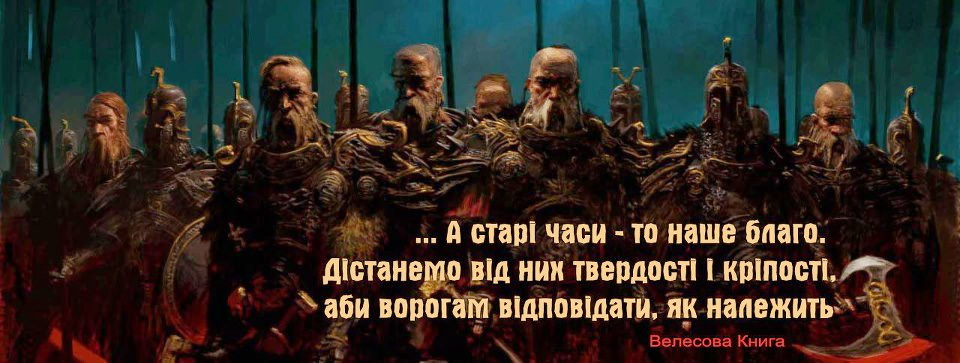 ... А старі часи - то наше благо.
Дістанемо від них твердості і кріпості,
аби ворогам відповідати, як належить
Велесова Книга